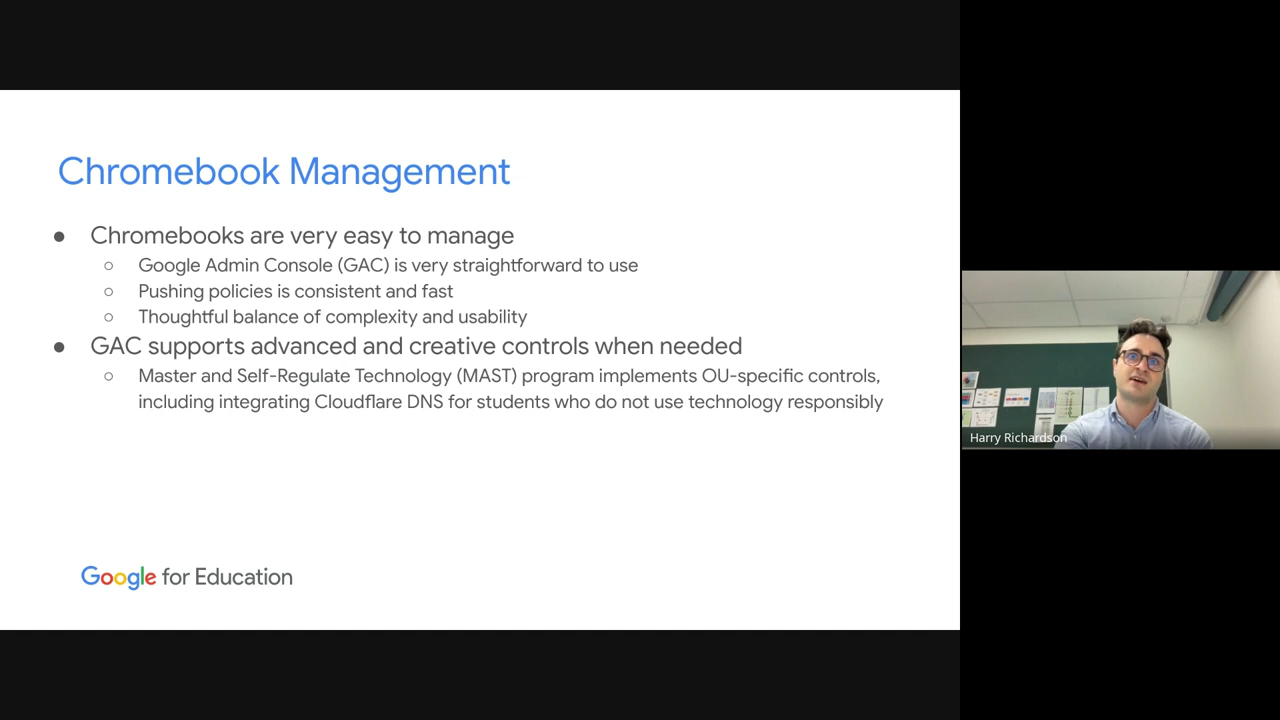 Chromebook Management
● Chromebooks are very easy to manage
○ Google Admin Console (GAC) is very straightforward to use
○ Pushing policies is consistent and fast
○ Thoughtful balance of complexity and usability
● GAC supports advanced and creative controls when needed
○ Master and Self-Regulate Technology (MAST) program implements OU-specific controls,
including integrating Cloudflare DNS for students who do not use technology responsibly
Google for Education
Harry Richardson